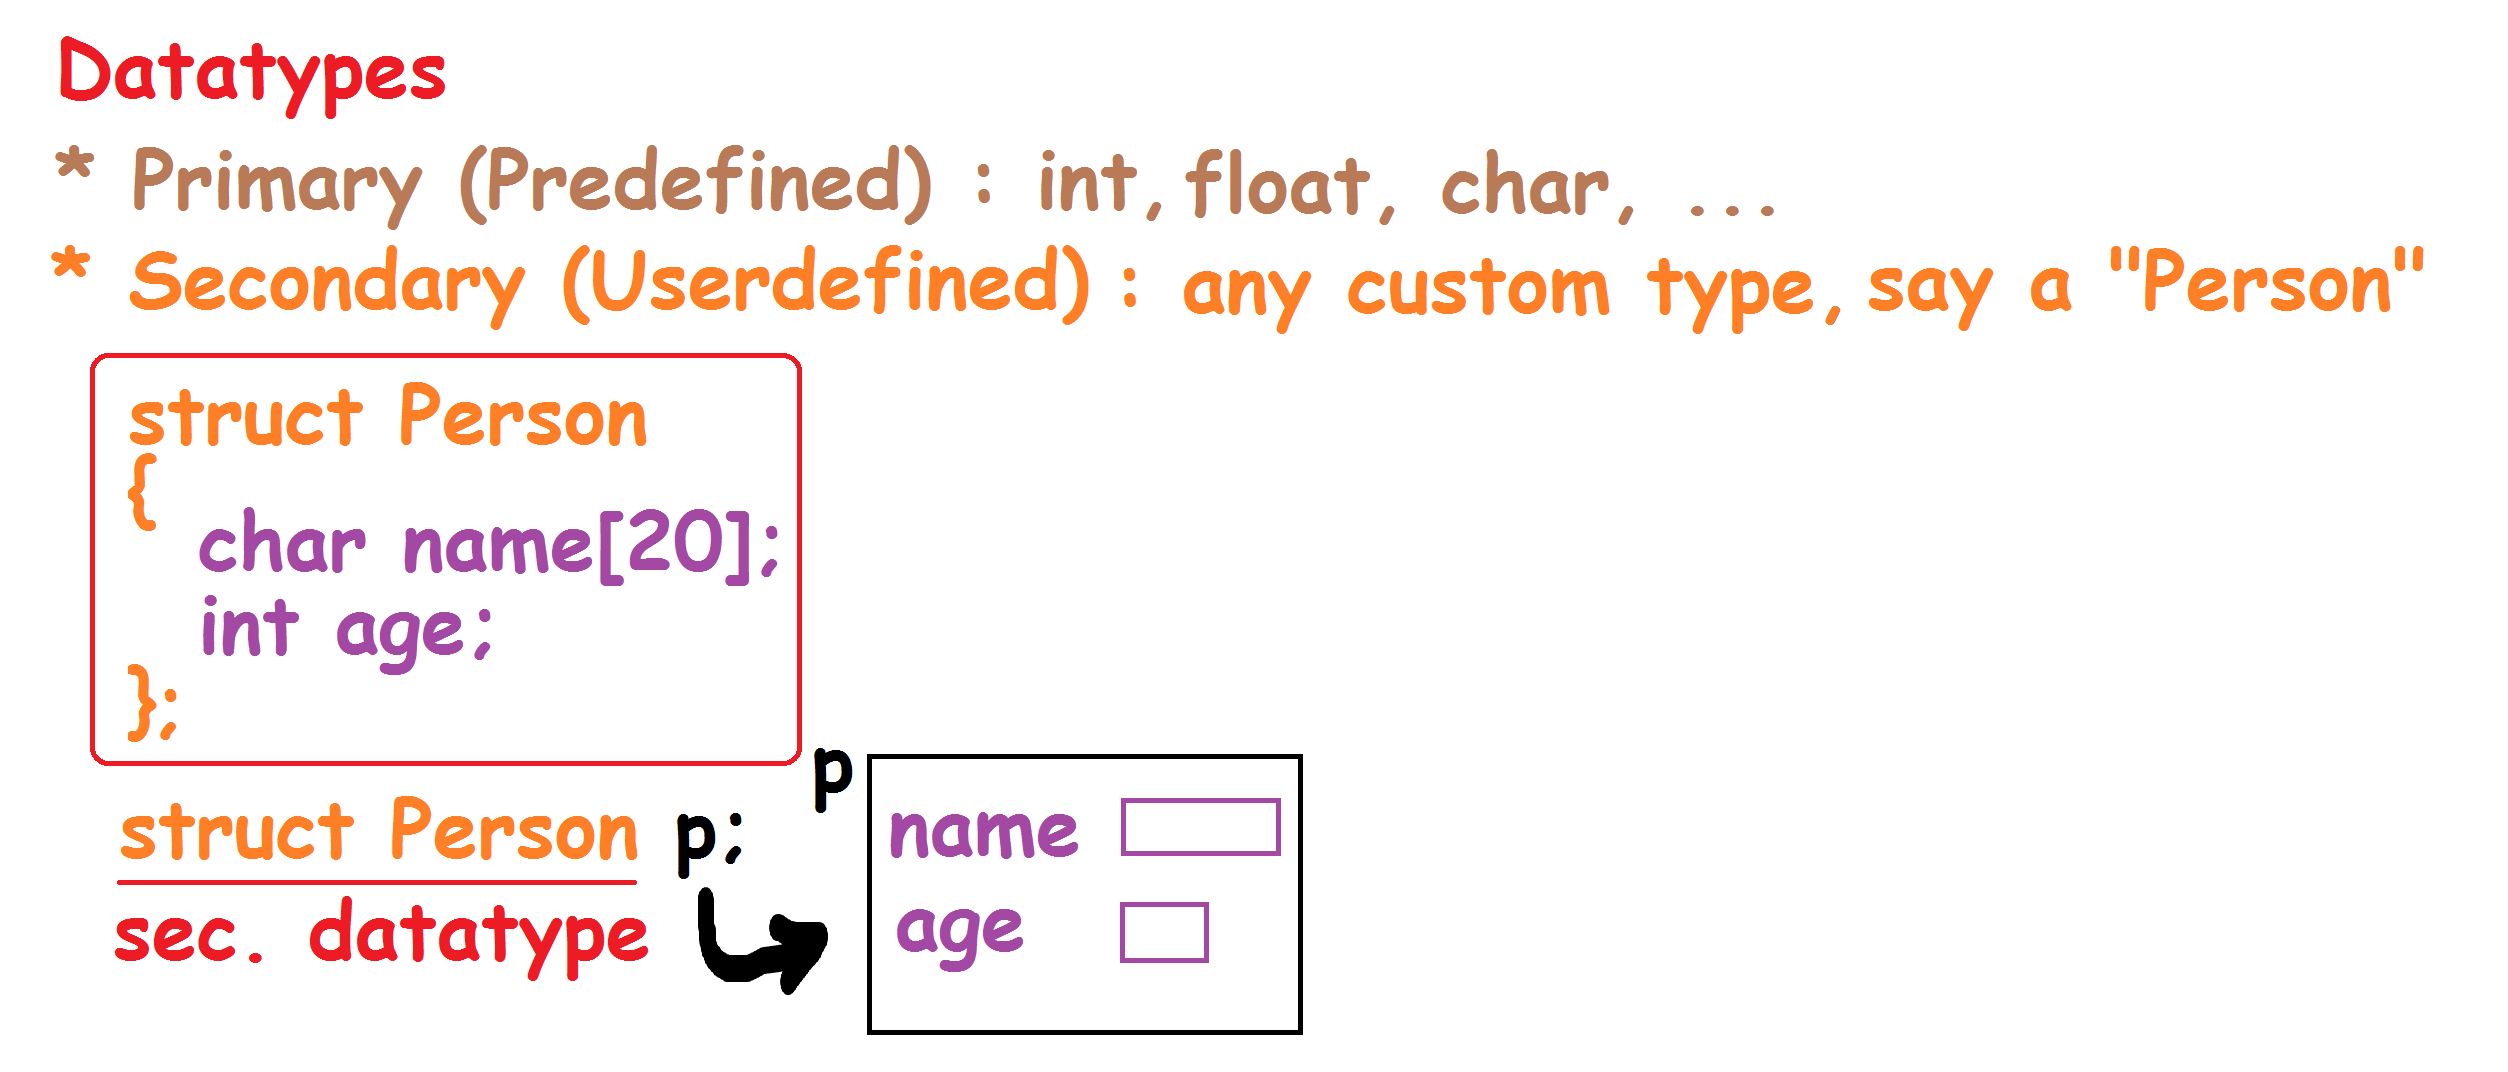 Datatypes
* Primary (Predefined) : int,float, char, ...
* Secondary (Userdefined) : any custom type,say a "Person"
struct Person
{
char name[20];
int age;
};
struct Person p;
sec. datatype
p
name
age